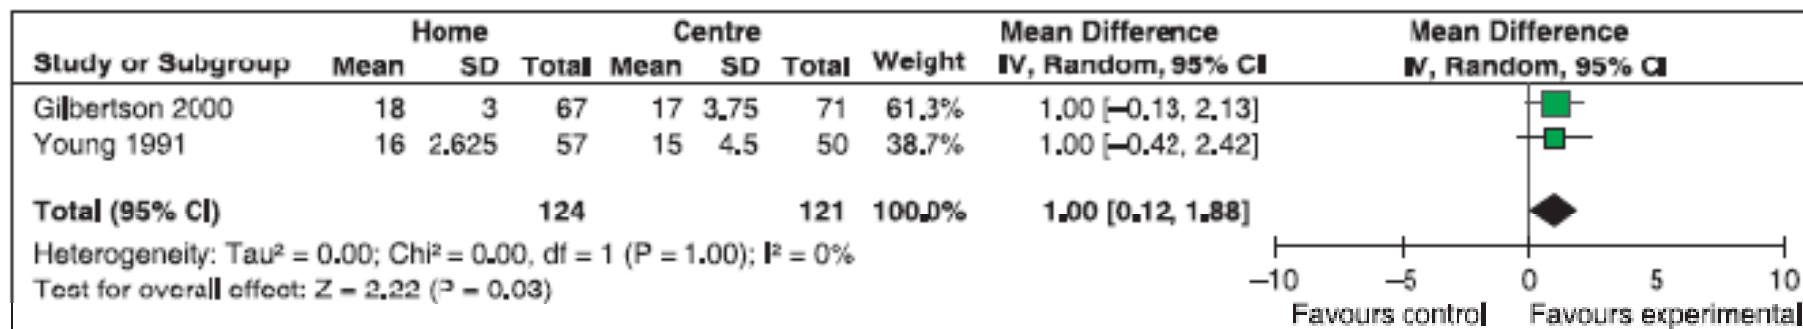 Home Centre Mean Difference Mean Difference
Study or Subgroup Mean SD Total Mean SD Total Weight IV, Random, 95% CI IV, Random, 95% CI
Gilbertson 2000 18 3 67 17 3.75 71 61.3% 1.00 [–0.13, 2.13]
Young 1991 16 2.625 57 15 4.5 50 38.7% 1.00 [–0.42, 2.42]
Total (95% CI) 124 121 100.0% 1.00 [0.12, 1.88]
Heterogeneity: Tau² = 0.00; Chi² = 0.00, df = 1 (P = 1.00); I² = 0%
Test for overall effect: Z = 2.22 (P = 0.03)
–10 –5 0 5 10
Favours control Favours experimental